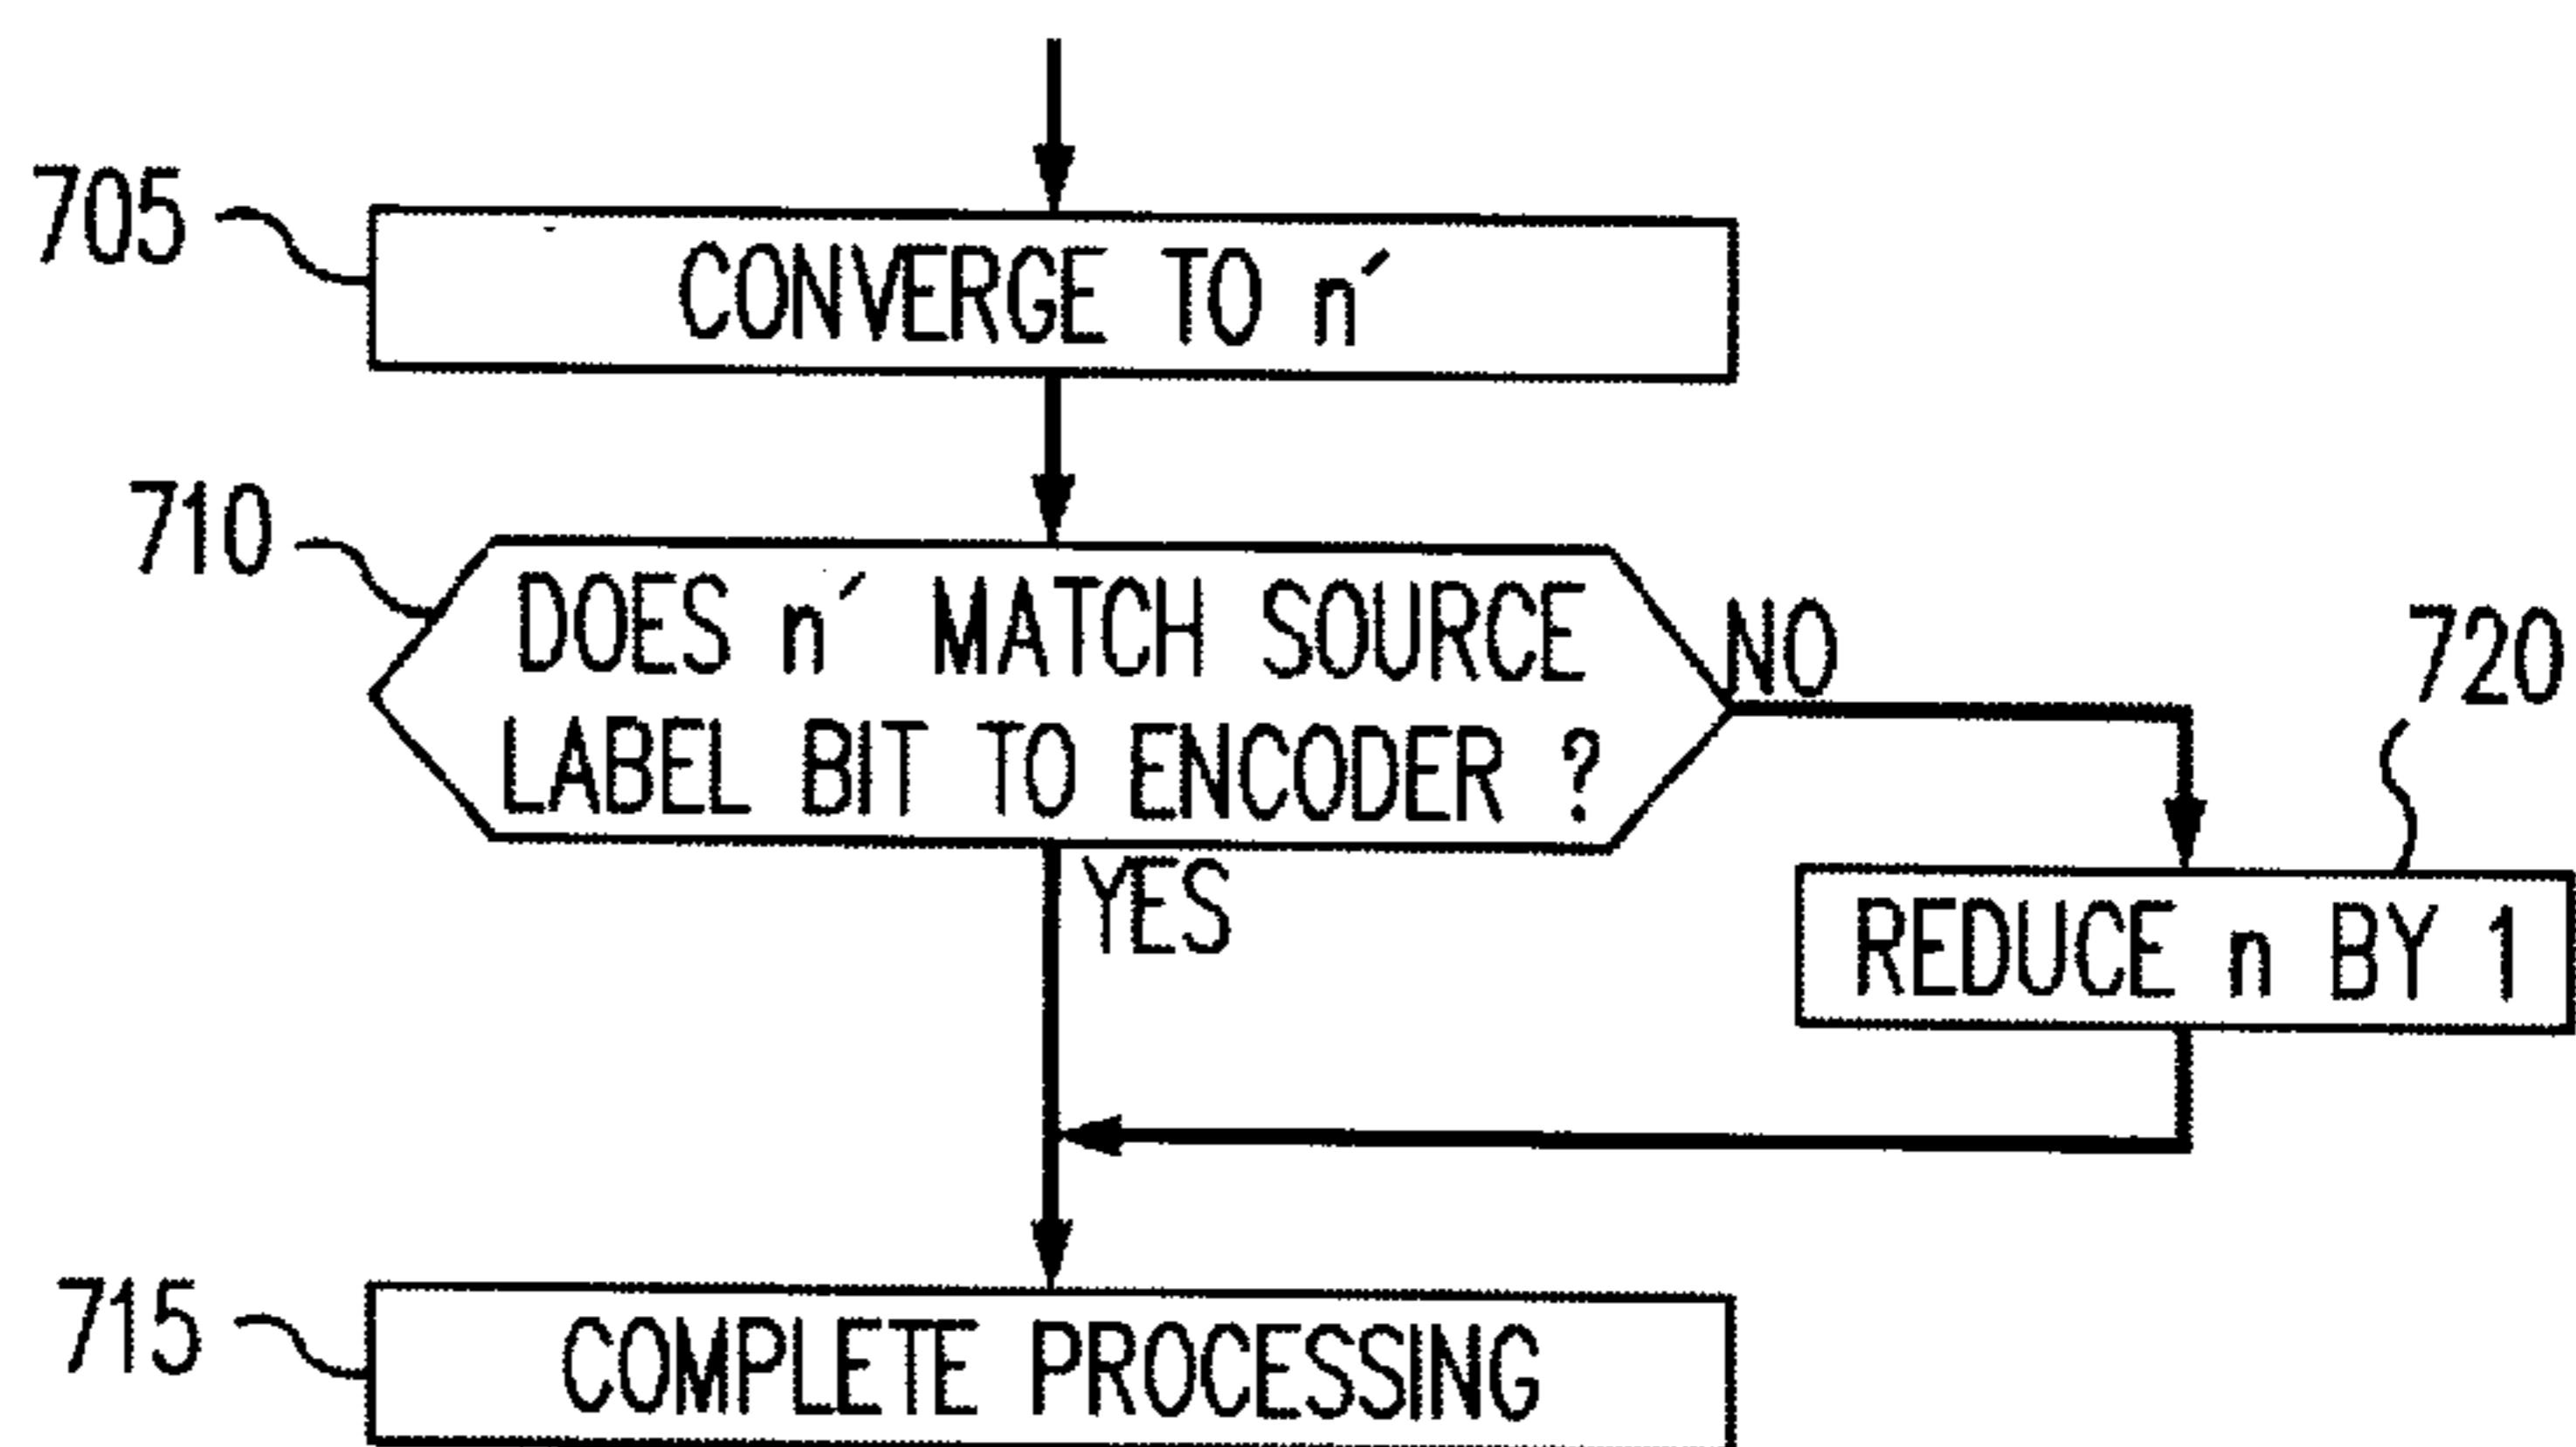 705
CONVERGE TO n′
710
DOES n′ MATCH SOURCE
LABEL BIT TO ENCODER ?
NO
720
YES
REDUCE n BY 1
715
COMPLETE PROCESSING